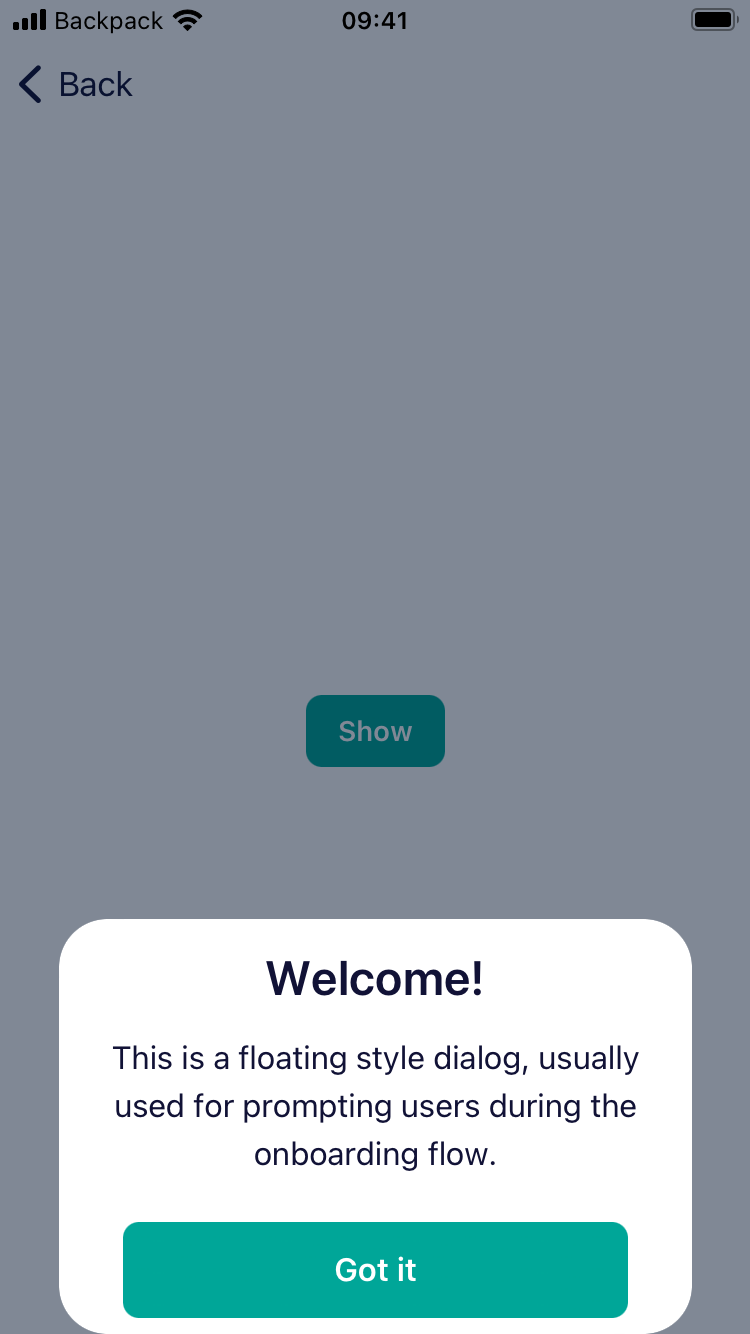 Backpack 09:41
Back
Show
Welcome!
This is a floating style dialog, usually
used for prompting users during the
onboarding flow.
Got it